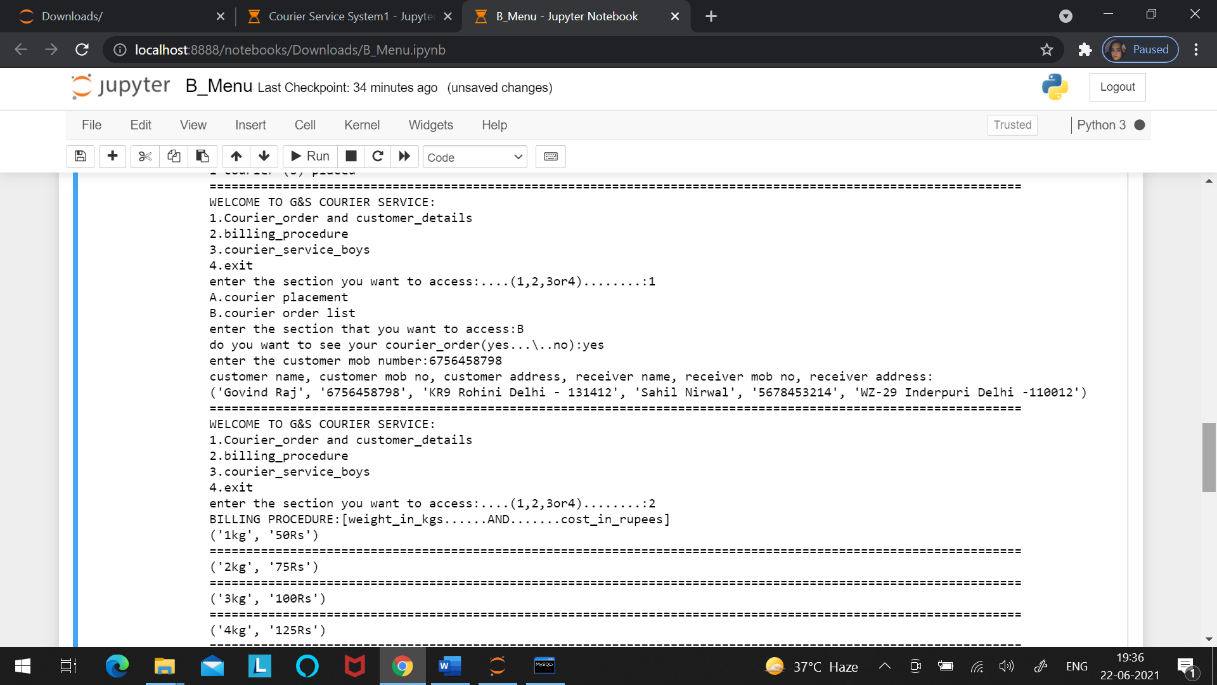 Downloads/
Courier Service System1 - Jupyte
B_Menu - Jupyter Notebook
localhost:8888/notebooks/Downloads/B_Menu.ipynb
Paused
jupyter B_Menu Last Checkpoint: 34 minutes ago (unsaved changes)
Logout
File Edit View Insert Cell Kernel Widgets Help
Trusted
Python 3
Run
Code
1 courier (s) placed
===============================================================================================================
WELCOME TO G&S COURIER SERVICE:
1.Courier_order and customer_details
2.billing_procedure
3.courier_service_boys
4.exit
enter the section you want to access:....(1,2,3or4)........:1
A.courier placement
B.courier order list
enter the section that you want to access:B
do you want to see your courier_order(yes...\..no):yes
enter the customer mob number:6756458798
customer name, customer mob no, customer address, receiver name, receiver mob no, receiver address:
('Govind Raj', '6756458798', 'KR9 Rohini Delhi - 131412', 'Sahil Nirwal', '5678453214', 'WZ-29 Inderpuri Delhi -110012')
===============================================================================================================
WELCOME TO G&S COURIER SERVICE:
1.Courier_order and customer_details
2.billing_procedure
3.courier_service_boys
4.exit
enter the section you want to access:....(1,2,3or4)........:2
BILLING PROCEDURE:[weight_in_kgs......AND.......cost_in_rupees]
('1kg', '50Rs')
===============================================================================================================
('2kg', '75Rs')
===============================================================================================================
('3kg', '100Rs')
===============================================================================================================
('4kg', '125Rs')
===============================================================================================================
37°C Haze
ENG
19:36
22-06-2021
1